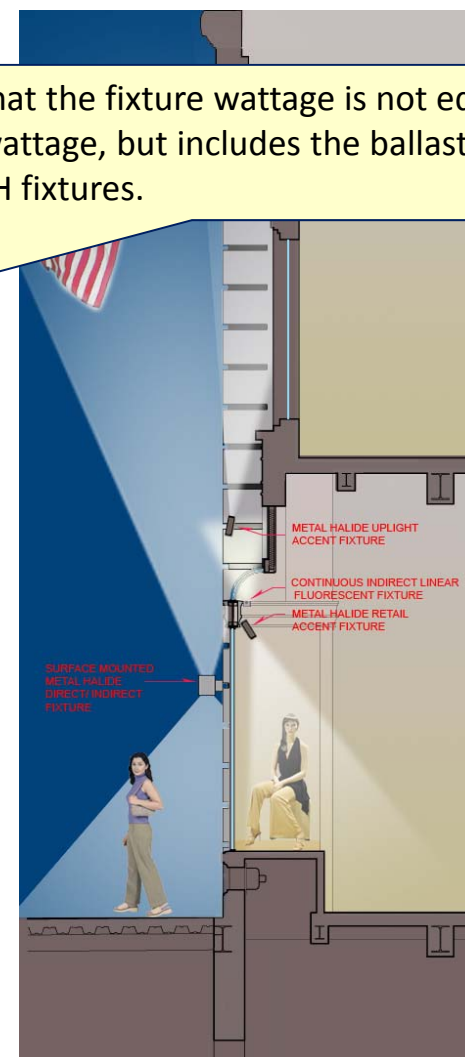 hat the fixture wattage is not ec
wattage, but includes the ballast
H fixtures.
METAL HALIDE UPLIGHT
ACCENT FIXTURE
CONTINUOUS INDIRECT LINEAR
FLUORESCENT FIXTURE
METAL HALIDE RETAIL
ACCENT FIXTURE
SURFACE MOUNTED
METAL HALIDE
DIRECT/ INDIRECT
FIXTURE